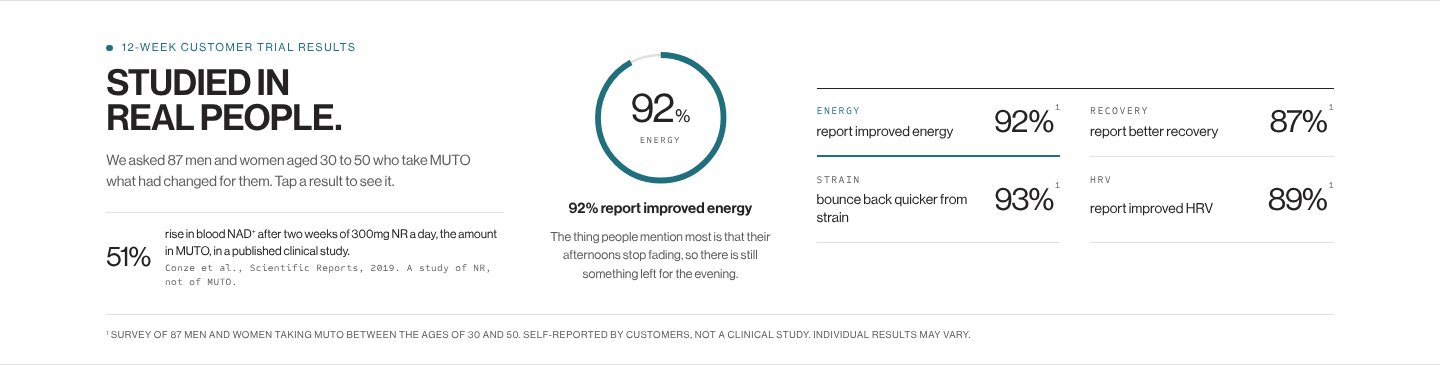 12-WEEK CUSTOMER TRIAL RESULTS
STUDIED IN
REAL PEOPLE.
We asked 87 men and women aged 30 to 50 who take MUTO
what had changed for them. Tap a result to see it.
51%
rise in blood NAD⁺ after two weeks of 300mg NR a day, the amount
in MUTO, in a published clinical study.
Conze et al., Scientific Reports, 2019. A study of NR,
not of MUTO.
92%
ENERGY
92% report improved energy
The thing people mention most is that their
afternoons stop fading, so there is still
something left for the evening.
ENERGY
report improved energy
92%¹
RECOVERY
report better recovery
87%¹
STRAIN
bounce back quicker from
strain
93%¹
HRV
report improved HRV
89%¹
¹ SURVEY OF 87 MEN AND WOMEN TAKING MUTO BETWEEN THE AGES OF 30 AND 50. SELF-REPORTED BY CUSTOMERS, NOT A CLINICAL STUDY. INDIVIDUAL RESULTS MAY VARY.